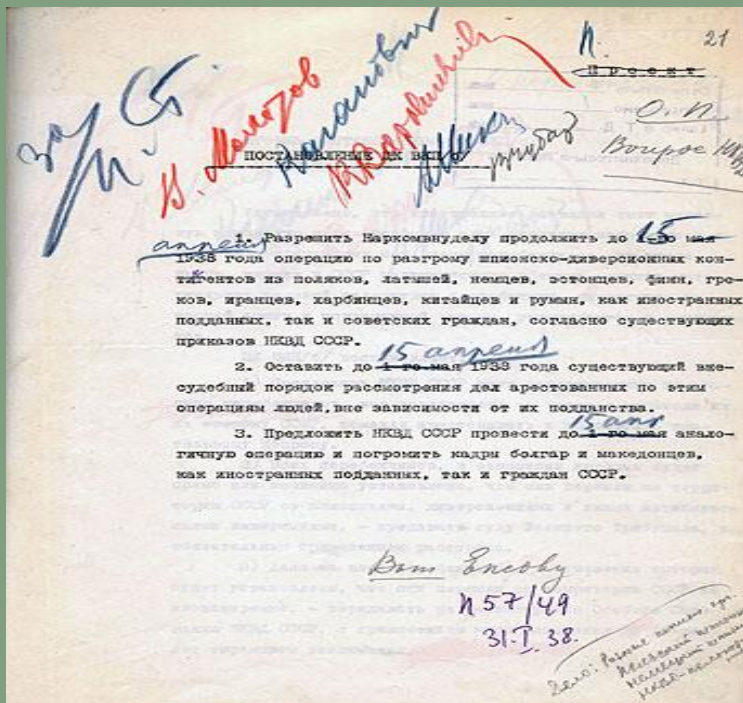 21
П.
Проект
за
И. Ст.
В. Молотов
Каганович
К. Ворошилов
А. Микоян
Чубарь
О.П.
Вопрос НКВД
ПОСТАНОВЛЕНИЕ ЦК ВКП/б/
15
апреля
1. Разрешить Наркомвнуделу продолжить до 1-го мая
1938 года операцию по разгрому шпионско-диверсионных кон-
тингентов из поляков, латышей, немцев, эстонцев, финн, гре-
ков, иранцев, харбинцев, китайцев и румын, как иностранных
подданных, так и советских граждан, согласно существующих
приказов НКВД СССР.
15 апреля
2. Оставить до 1-го мая 1938 года существующий вне-
судебный порядок рассмотрения дел арестованных по этим
операциям людей, вне зависимости от их подданства.
15 апр
3. Предложить НКВД СССР провести до 1-го мая анало-
гичную операцию и погромить кадры болгар и македонцев,
как иностранных подданных, так и граждан СССР.
Вып Ежову
П 57/49
31.I.38.
Дело: